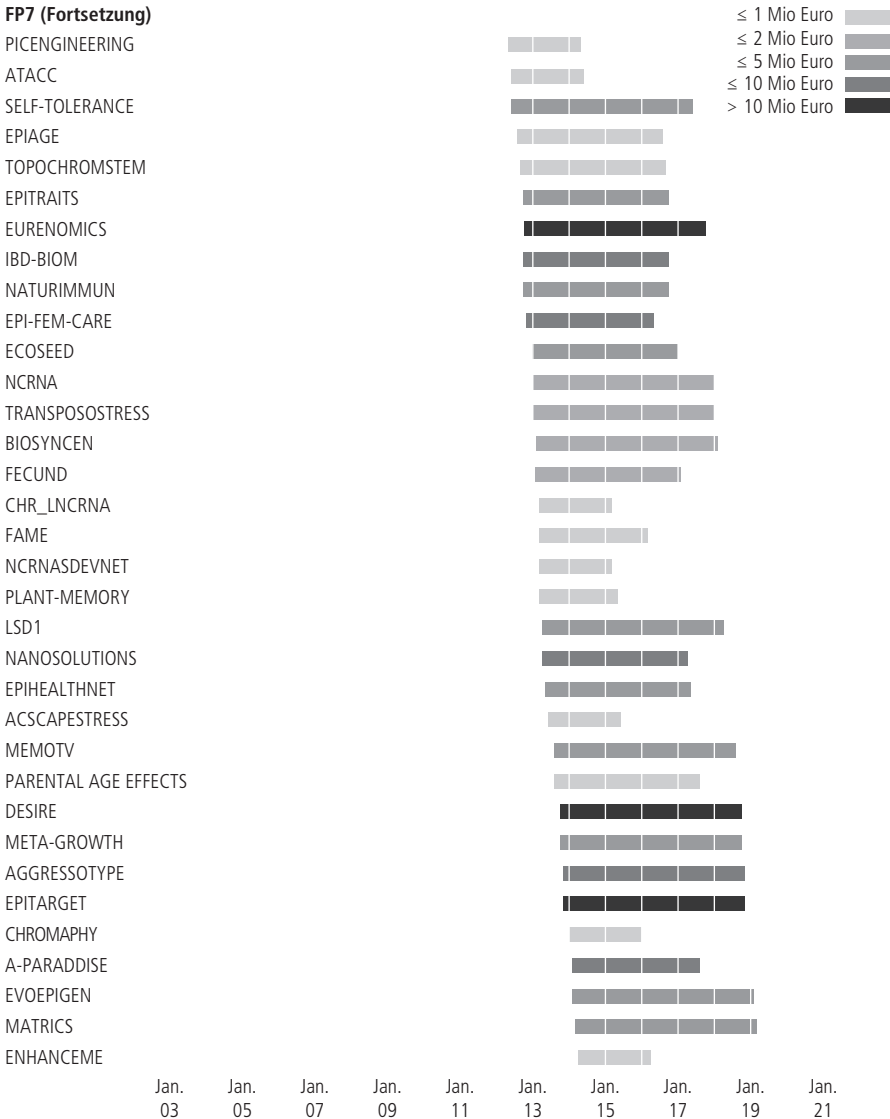 FP7 (Fortsetzung)
≤ 1 Mio Euro
≤ 2 Mio Euro
≤ 5 Mio Euro
≤ 10 Mio Euro
> 10 Mio Euro
PICENGINEERING
ATACC
SELF-TOLERANCE
EPIAGE
TOPOCHROMSTEM
EPITRAITS
EURENOMICS
IBD-BIOM
NATURIMMUN
EPI-FEM-CARE
ECOSEED
NCRNA
TRANSPOSOSTRESS
BIOSYNCEN
FECUND
CHR_LNCRNA
FAME
NCRNASDEVNET
PLANT-MEMORY
LSD1
NANOSOLUTIONS
EPIHEALTHNET
ACSCAPESTRESS
MEMOTV
PARENTAL AGE EFFECTS
DESIRE
META-GROWTH
AGGRESSOTYPE
EPITARGET
CHROMAPHY
A-PARADDISE
EVOEPIGEN
MATRICS
ENHANCEME
Jan. Jan. Jan. Jan. Jan. Jan. Jan. Jan. Jan. Jan.
03 05 07 09 11 13 15 17 19 21